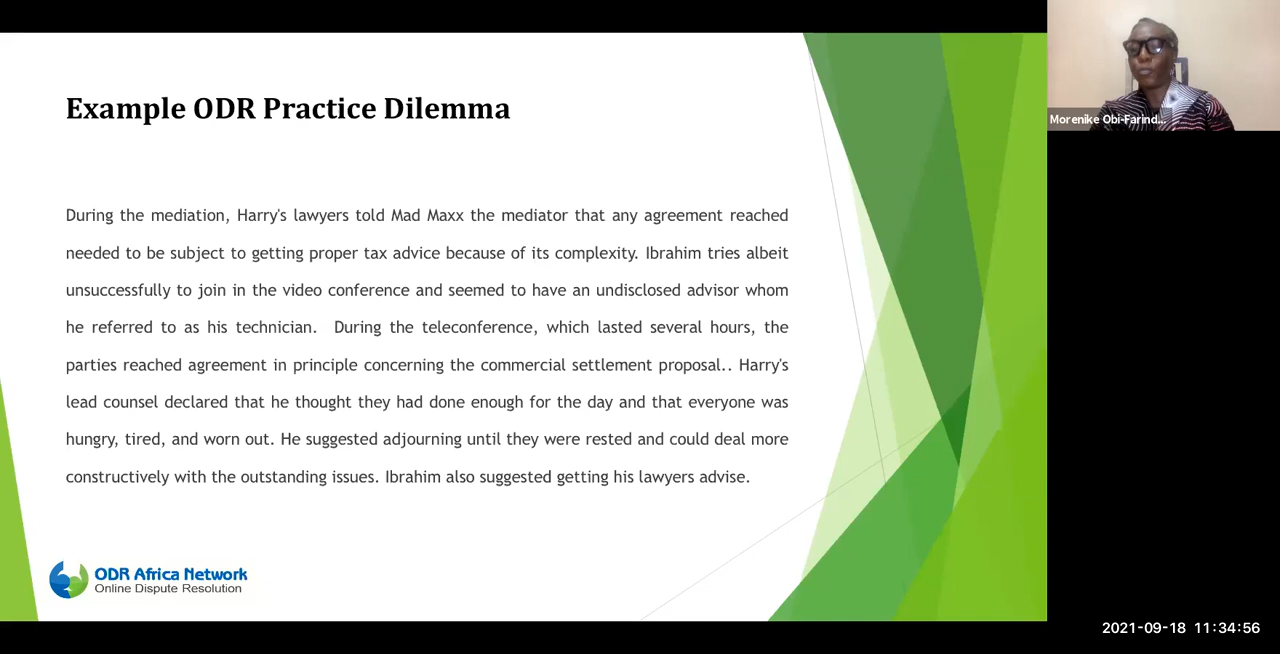 Example ODR Practice Dilemma
During the mediation, Harry's lawyers told Mad Maxx the mediator that any agreement reached
needed to be subject to getting proper tax advice because of its complexity. Ibrahim tries albeit
unsuccessfully to join in the video conference and seemed to have an undisclosed advisor whom
he referred to as his technician. During the teleconference, which lasted several hours, the
parties reached agreement in principle concerning the commercial settlement proposal.. Harry's
lead counsel declared that he thought they had done enough for the day and that everyone was
hungry, tired, and worn out. He suggested adjourning until they were rested and could deal more
constructively with the outstanding issues. Ibrahim also suggested getting his lawyers advise.
ODR Africa Network
Online Dispute Resolution
Morenike Obi-Farind...
2021-09-18 11:34:56